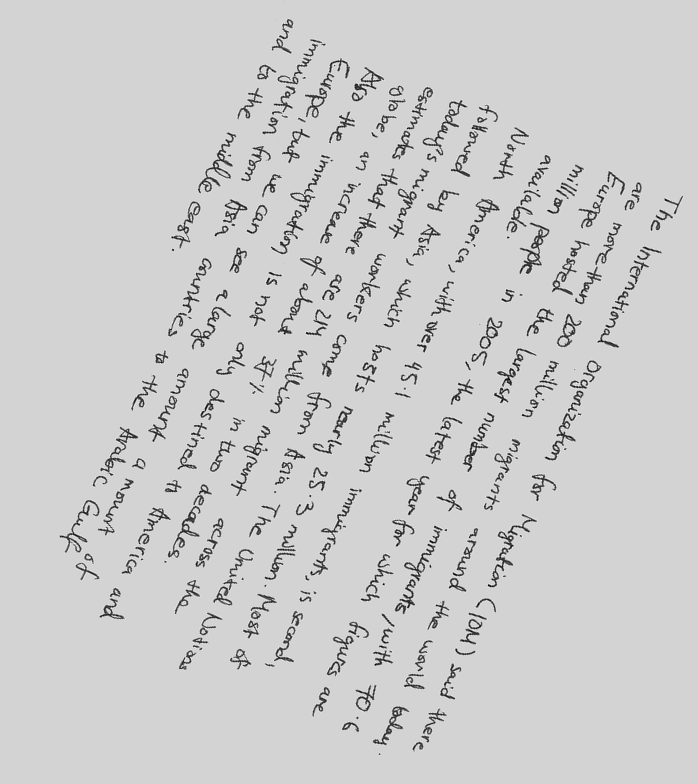 The International Organization for Migration (IOM) said there
are more than 200 million migrants around the world today.
Europe hosted the largest number of immigrants, with 70.6
million people in 2005, the latest year for which figures are
available.
North America, with over 45.1 million immigrants, is second,
followed by Asia, which hosts nearly 25.3 million. Most of
today's migrant workers come from Asia. The United Nations
estimates that there are 214 million migrant across the
globe, an increase of about 37% in two decades.
Also the immigration is not only destined to America and
Europe, but we can see a large amount a mount of
immigration from Asia countries to the Arabic Gulf
and to the middle east.